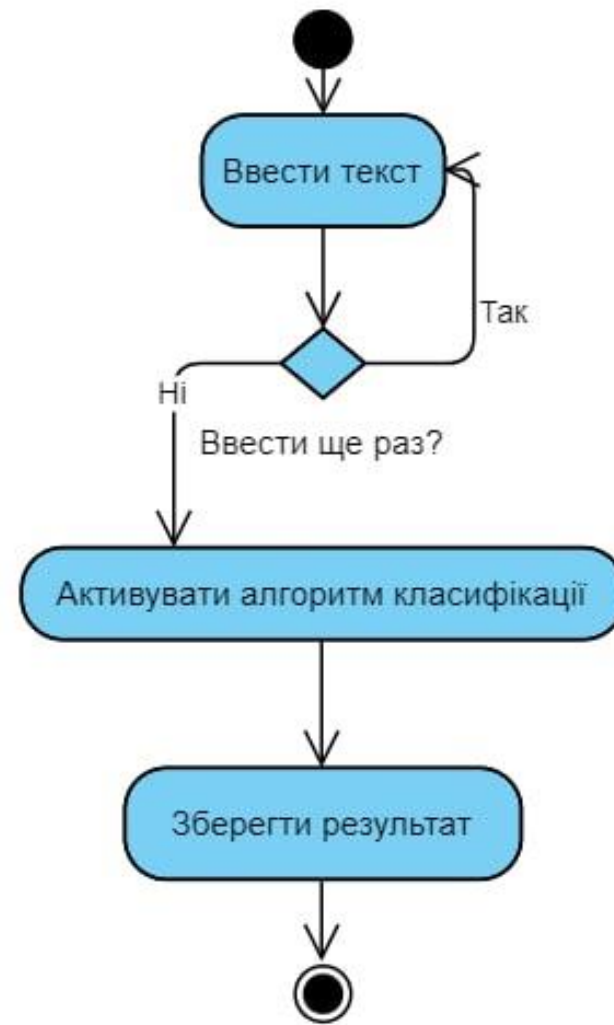 Ввести текст
Так
Ні
Ввести ще раз?
Активувати алгоритм класифікації
Зберегти результат